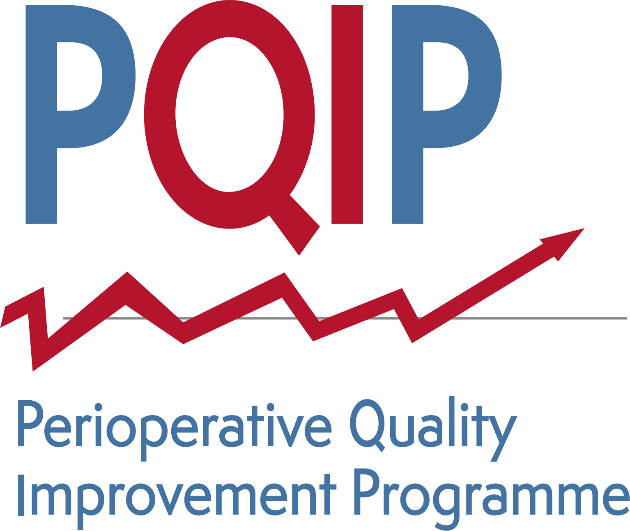 PQIP
Perioperative Quality
Improvement Programme